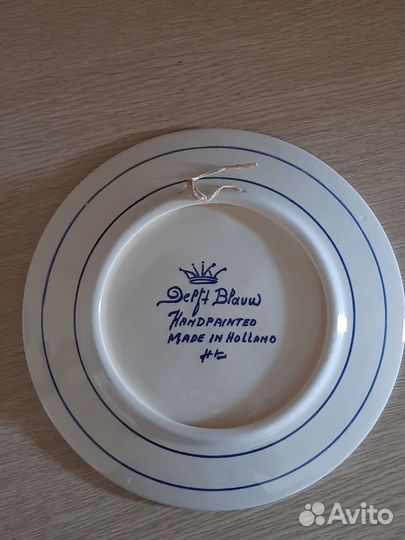 Delft Blauw
HANDPAINTED
MADE IN HOLLAND
Avito